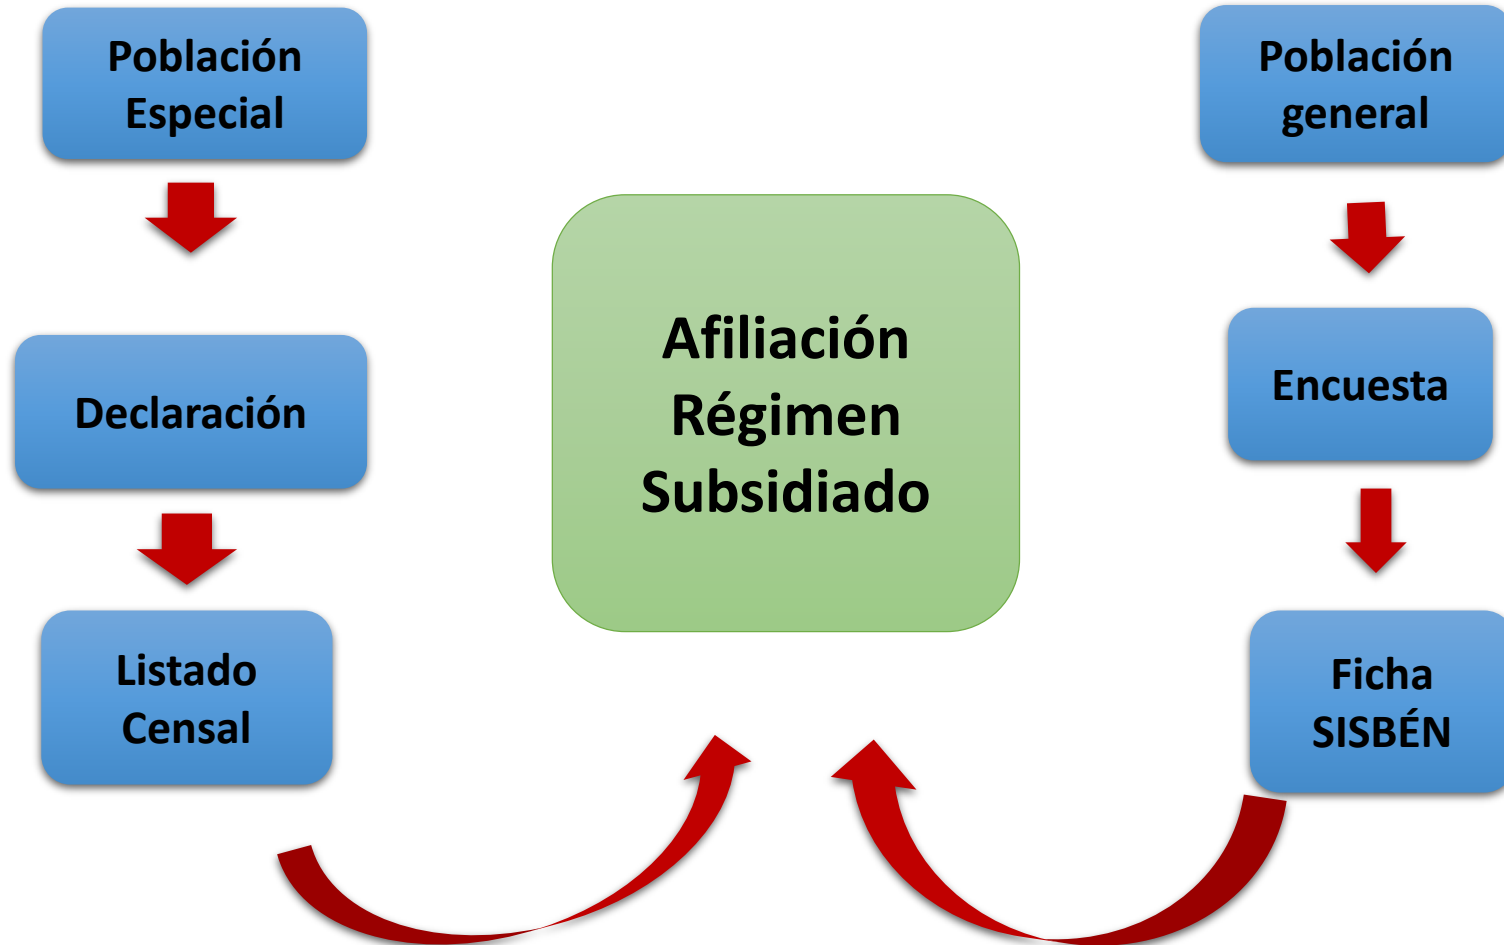 Población
Especial
Declaración
Listado
Censal
Afiliación
Régimen
Subsidiado
Población
general
Encuesta
Ficha
SISBÉN